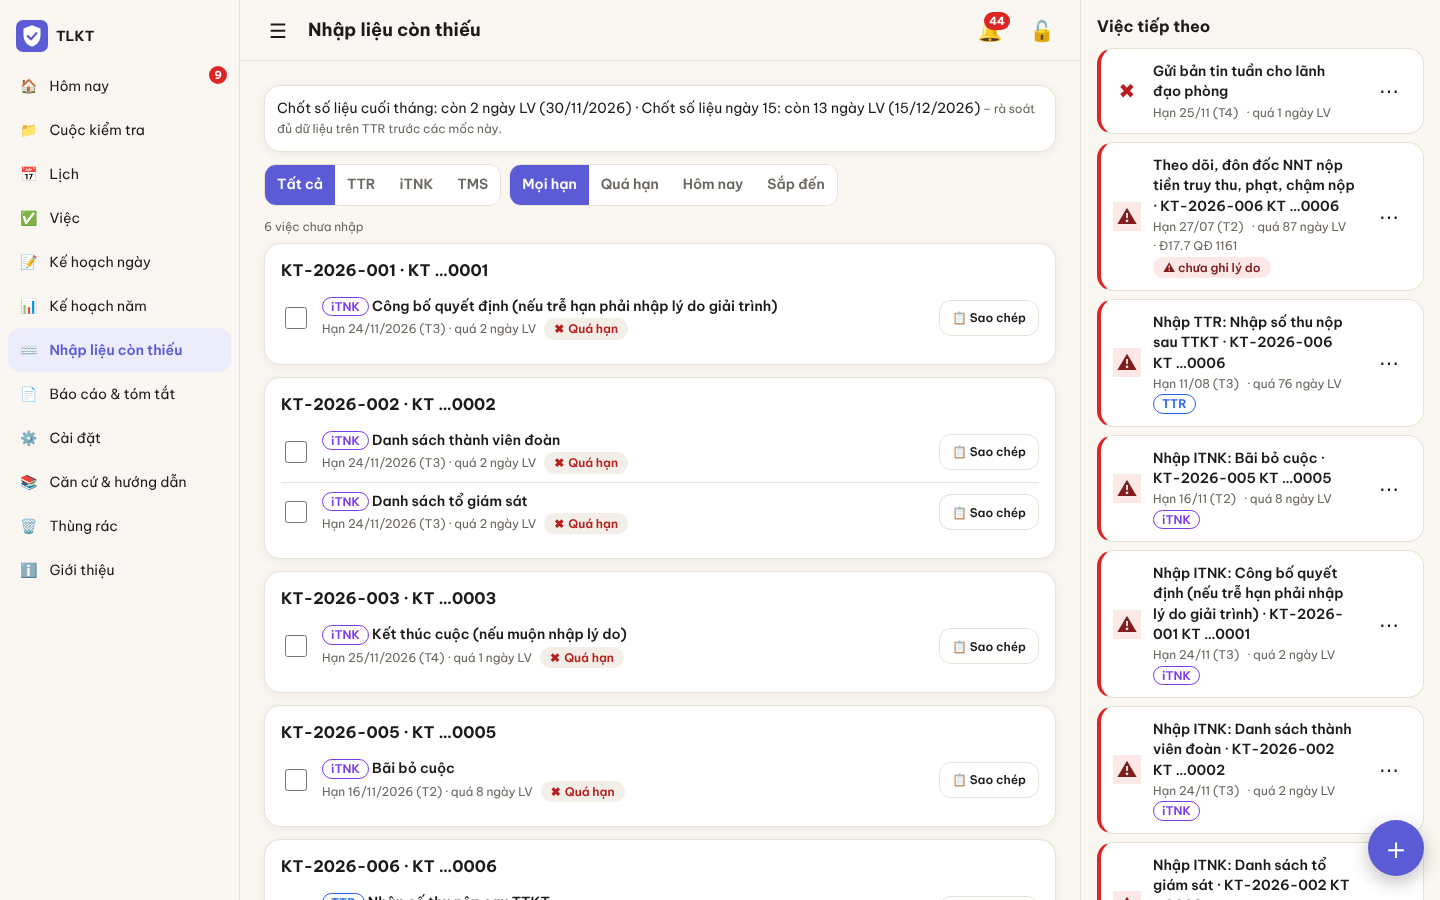 TLKT
Hôm nay
9
Cuộc kiểm tra
Lịch
Việc
Kế hoạch ngày
Kế hoạch năm
Nhập liệu còn thiếu
Báo cáo & tóm tắt
Cài đặt
Căn cứ & hướng dẫn
Thùng rác
Giới thiệu
☰ Nhập liệu còn thiếu
44
Chốt số liệu cuối tháng: còn 2 ngày LV (30/11/2026) · Chốt số liệu ngày 15: còn 13 ngày LV (15/12/2026) – rà soát
đủ dữ liệu trên TTR trước các mốc này.
Tất cả TTR iTNK TMS Mọi hạn Quá hạn Hôm nay Sắp đến
6 việc chưa nhập
KT-2026-001 · KT ...0001
iTNK Công bố quyết định (nếu trễ hạn phải nhập lý do giải trình)
Hạn 24/11/2026 (T3) · quá 2 ngày LV ✖ Quá hạn
Sao chép
KT-2026-002 · KT ...0002
iTNK Danh sách thành viên đoàn
Hạn 24/11/2026 (T3) · quá 2 ngày LV ✖ Quá hạn
Sao chép
iTNK Danh sách tổ giám sát
Hạn 24/11/2026 (T3) · quá 2 ngày LV ✖ Quá hạn
Sao chép
KT-2026-003 · KT ...0003
iTNK Kết thúc cuộc (nếu muộn nhập lý do)
Hạn 25/11/2026 (T4) · quá 1 ngày LV ✖ Quá hạn
Sao chép
KT-2026-005 · KT ...0005
iTNK Bãi bỏ cuộc
Hạn 16/11/2026 (T2) · quá 8 ngày LV ✖ Quá hạn
Sao chép
KT-2026-006 · KT ...0006
TTR Nhập số thu nộp sau TTKT
Việc tiếp theo
Gửi bản tin tuần cho lãnh
đạo phòng
Hạn 25/11 (T4) · quá 1 ngày LV
Theo dõi, đôn đốc NNT nộp
tiền truy thu, phạt, chậm nộp
· KT-2026-006 KT ...0006
Hạn 27/07 (T2) · quá 87 ngày LV
· Đ17.7 QĐ 1161
⚠ chưa ghi lý do
Nhập TTR: Nhập số thu nộp
sau TTKT · KT-2026-006
KT ...0006
Hạn 11/08 (T3) · quá 76 ngày LV
TTR
Nhập ITNK: Bãi bỏ cuộc ·
KT-2026-005 KT ...0005
Hạn 16/11 (T2) · quá 8 ngày LV
iTNK
Nhập ITNK: Công bố quyết
định (nếu trễ hạn phải nhập
lý do giải trình) · KT-2026-
001 KT ...0001
Hạn 24/11 (T3) · quá 2 ngày LV
iTNK
Nhập ITNK: Danh sách thành
viên đoàn · KT-2026-002
KT ...0002
Hạn 24/11 (T3) · quá 2 ngày LV
iTNK
Nhập ITNK: Danh sách tổ
giám sát · KT-2026-002 KT